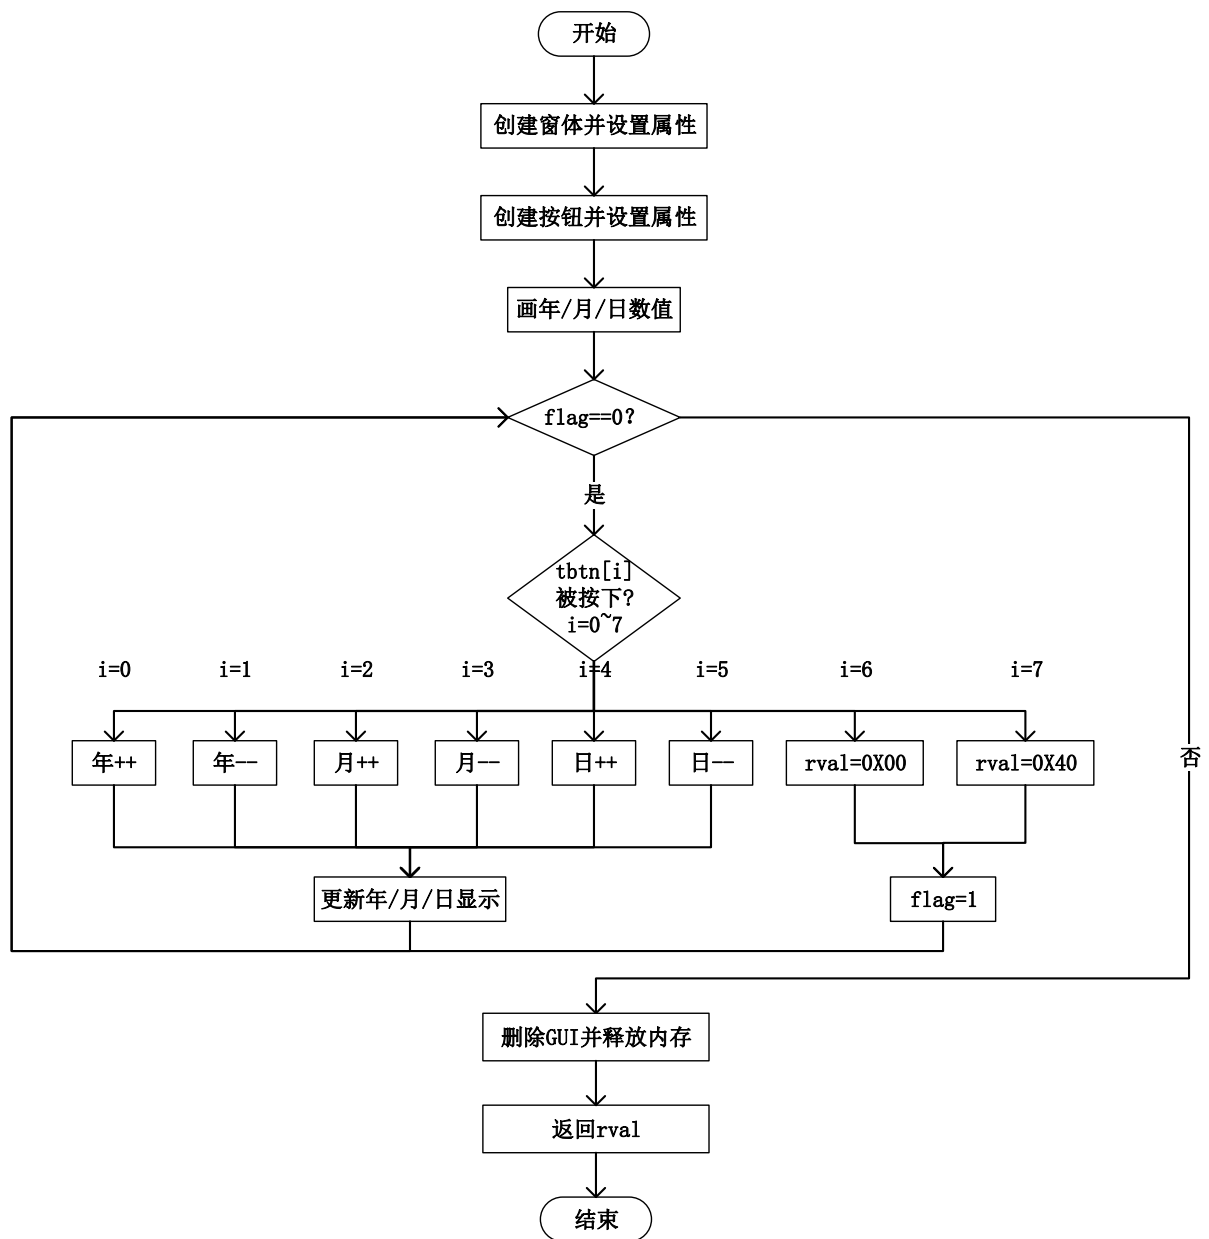 开始
创建窗体并设置属性
创建按钮并设置属性
画年/月/日数值
flag==0?
是
tbtn[i]
被按下?
i=0~7
i=0
i=1
i=2
i=3
i=4
i=5
i=6
i=7
年++
年--
月++
月--
日++
日--
rval=0X00
rval=0X40
否
更新年/月/日显示
flag=1
删除GUI并释放内存
返回rval
结束